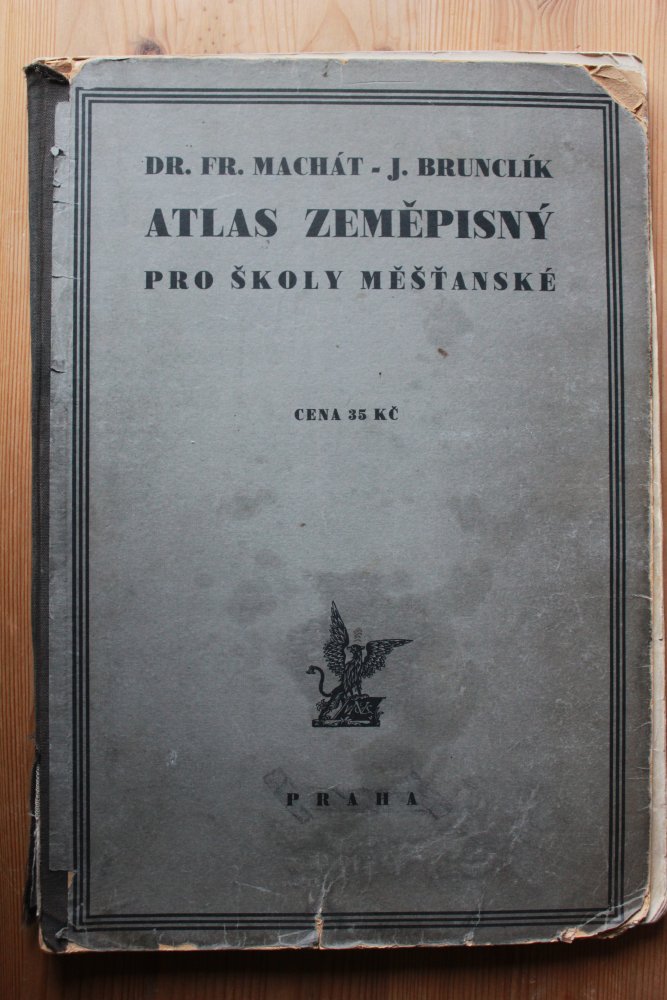 DR. FR. MACHÁT - J. BRUNCLÍK
ATLAS ZEMĚPISNÝ
PRO ŠKOLY MĚŠŤANSKÉ
CENA 35 KČ
PRAHA